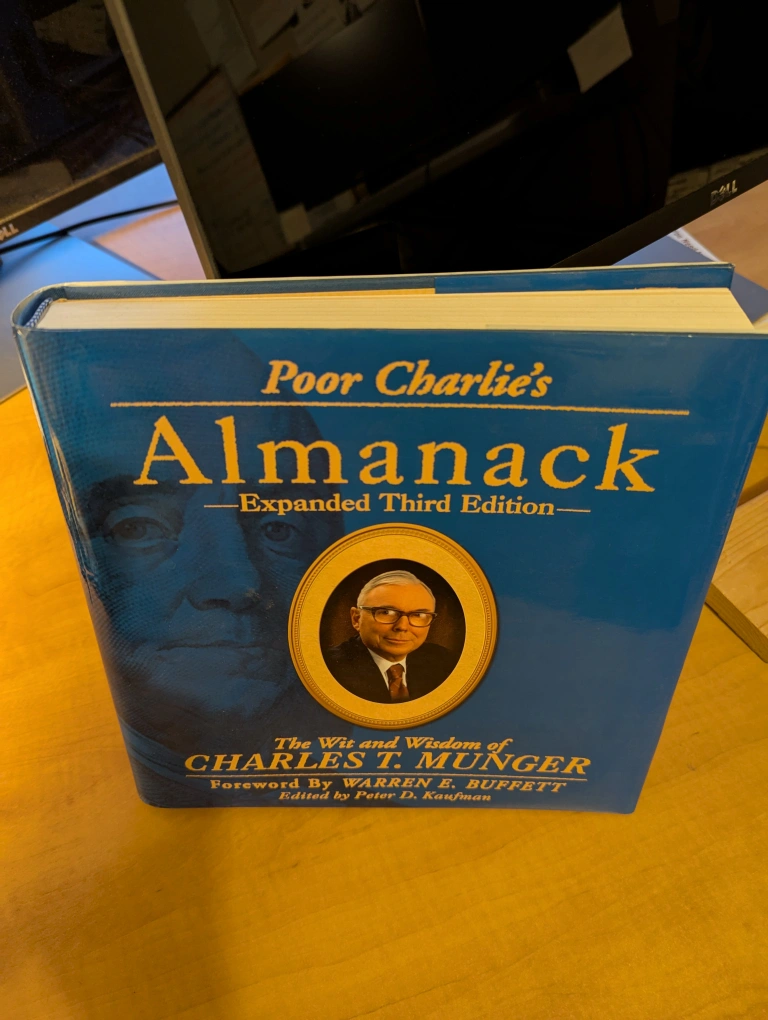 DELL
Poor Charlie's
Almanack
—Expanded Third Edition—
The Wit and Wisdom of
CHARLES T. MUNGER
Foreword By WARREN E. BUFFETT
Edited by Peter D. Kaufman